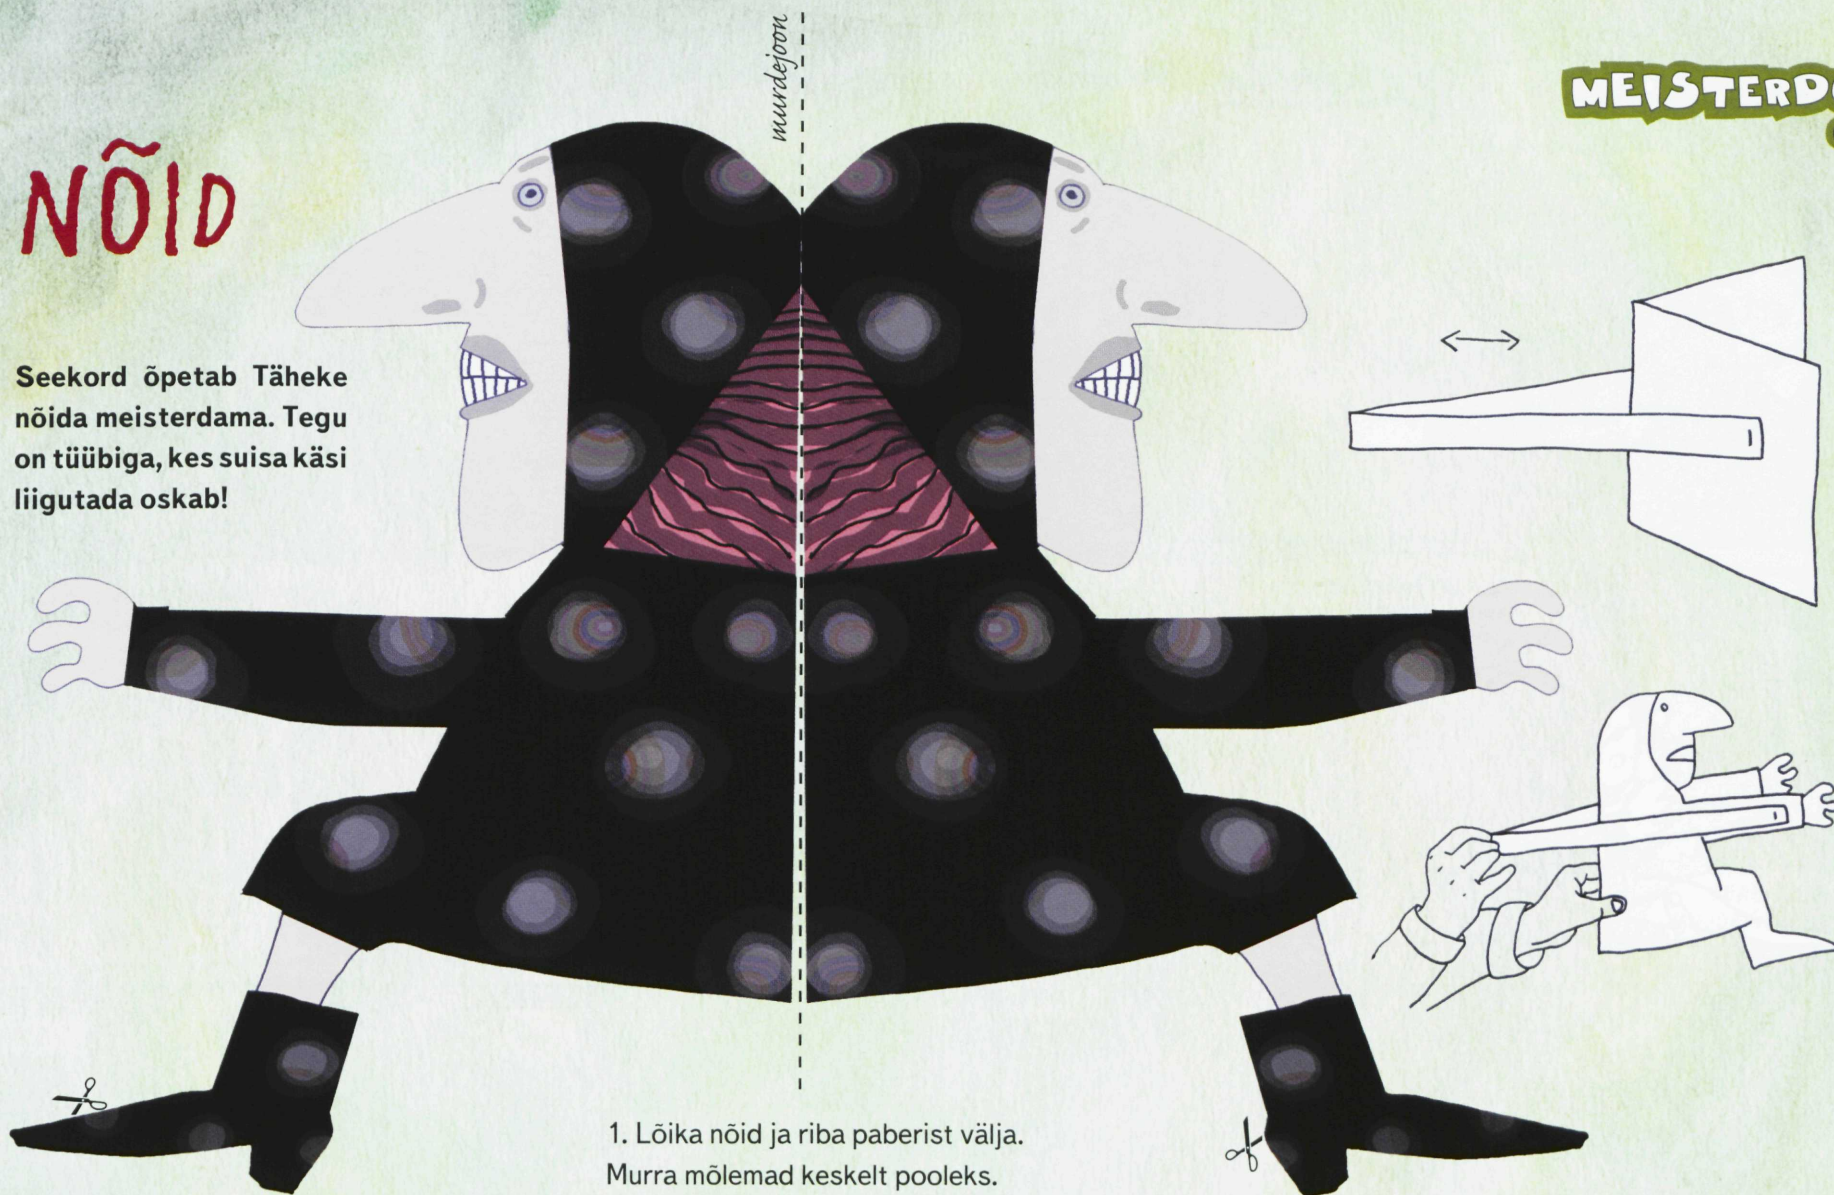 murdejoon
NÕID
Seekord õpetab Täheke
nõida meisterdama. Tegu
on tüübiga, kes suisa käsi
liigutada oskab!
1. Lõika nõid ja riba paberist välja.
Murra mõlemad keskelt pooleks.